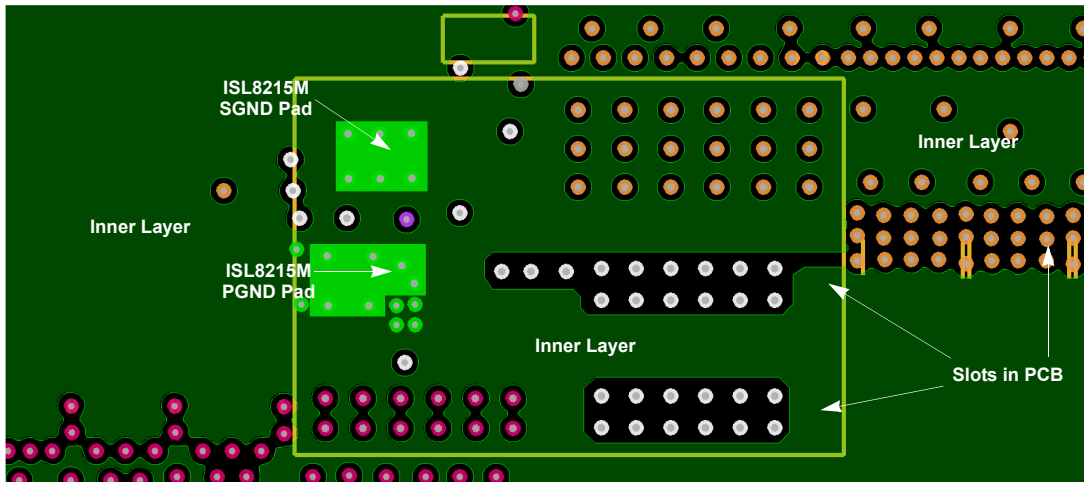 ISL8215M
SGND Pad
Inner Layer
Inner Layer
ISL8215M
PGND Pad
Inner Layer
Slots in PCB